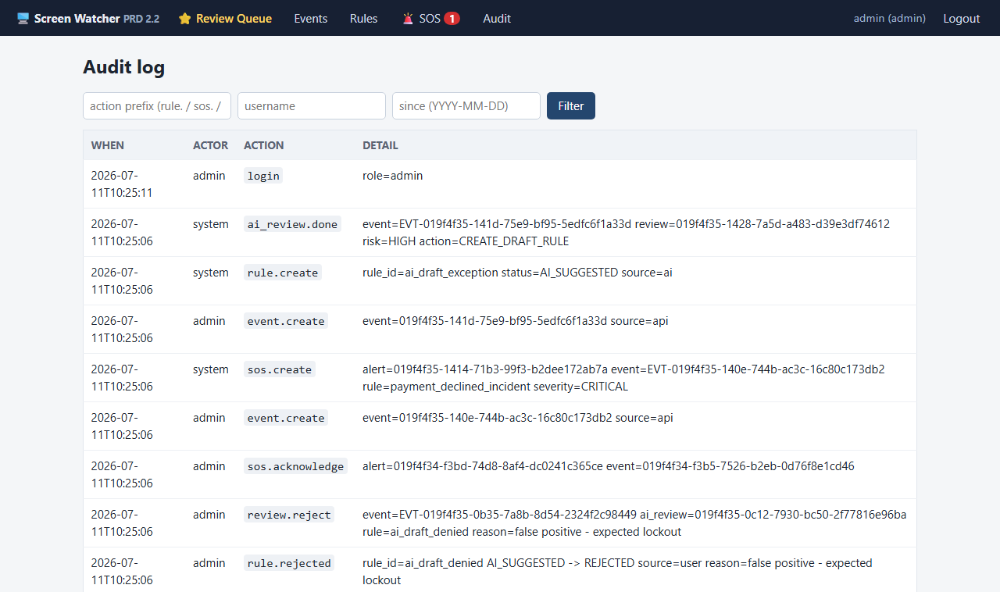 Screen Watcher PRD 2.2 Review Queue Events Rules SOS 1 Audit admin (admin) Logout
Audit log
action prefix (rule. / sos. / username since (YYYY-MM-DD) Filter
WHEN ACTOR ACTION DETAIL
2026-07- admin login role=admin
11T10:25:11
2026-07- system ai_review.done event=EVT-019f4f35-141d-75e9-bf95-5edfc6f1a33d review=019f4f35-1428-7a5d-a483-d39e3df74612
11T10:25:06 risk=HIGH action=CREATE_DRAFT_RULE
2026-07- system rule.create rule_id=ai_draft_exception status=AI_SUGGESTED source=ai
11T10:25:06
2026-07- admin event.create event=019f4f35-141d-75e9-bf95-5edfc6f1a33d source=api
11T10:25:06
2026-07- system sos.create alert=019f4f35-1414-71b3-99f3-b2dee172ab7a event=EVT-019f4f35-140e-744b-ac3c-16c80c173db2
11T10:25:06 rule=payment_declined_incident severity=CRITICAL
2026-07- admin event.create event=019f4f35-140e-744b-ac3c-16c80c173db2 source=api
11T10:25:06
2026-07- admin sos.acknowledge alert=019f4f34-f3bd-74d8-8af4-dc0241c365ce event=019f4f34-f3b5-7526-b2eb-0d76f8e1cd46
11T10:25:06
2026-07- admin review.reject event=EVT-019f4f35-0b35-7a8b-8d54-2324f2c98449 ai_review=019f4f35-0c12-7930-bc50-2f77816e96ba
11T10:25:06 rule=ai_draft_denied reason=false positive - expected lockout
2026-07- admin rule.rejected rule_id=ai_draft_denied AI_SUGGESTED -> REJECTED source=user reason=false positive - expected
11T10:25:06 lockout